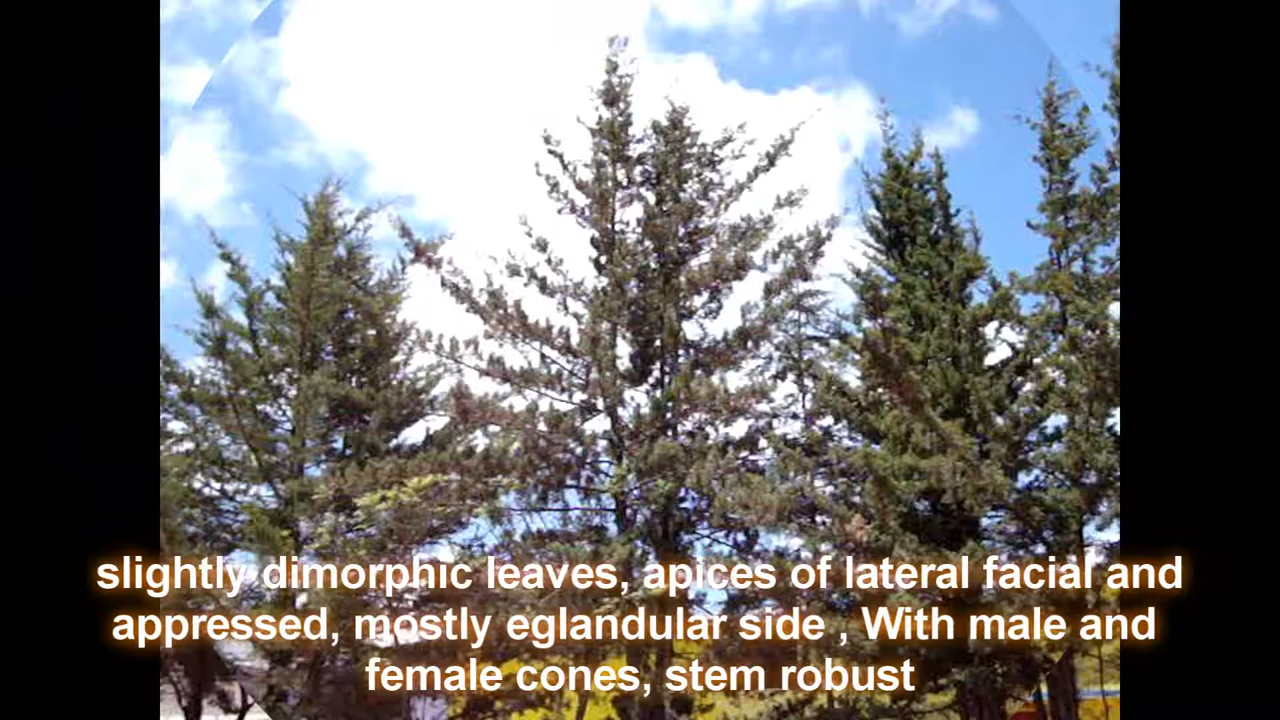 slightly dimorphic leaves, apices of lateral facial and
appressed, mostly eglandular side , With male and
female cones, stem robust